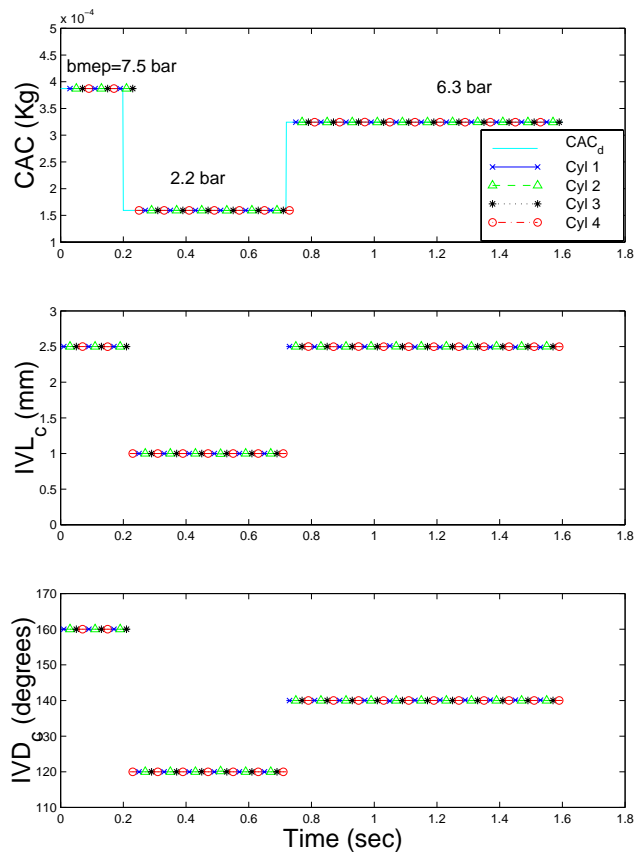 x 10⁻⁴
5
4.5
4
3.5
3
2.5
2
1.5
1
CAC (Kg)
bmep=7.5 bar
6.3 bar
2.2 bar
CAC_d
Cyl 1
Cyl 2
Cyl 3
Cyl 4
0 0.2 0.4 0.6 0.8 1 1.2 1.4 1.6 1.8
3
2.5
2
1.5
1
0.5
0
IVL_c (mm)
0 0.2 0.4 0.6 0.8 1 1.2 1.4 1.6 1.8
170
160
150
140
130
120
110
IVD_c (degrees)
0 0.2 0.4 0.6 0.8 1 1.2 1.4 1.6 1.8
Time (sec)